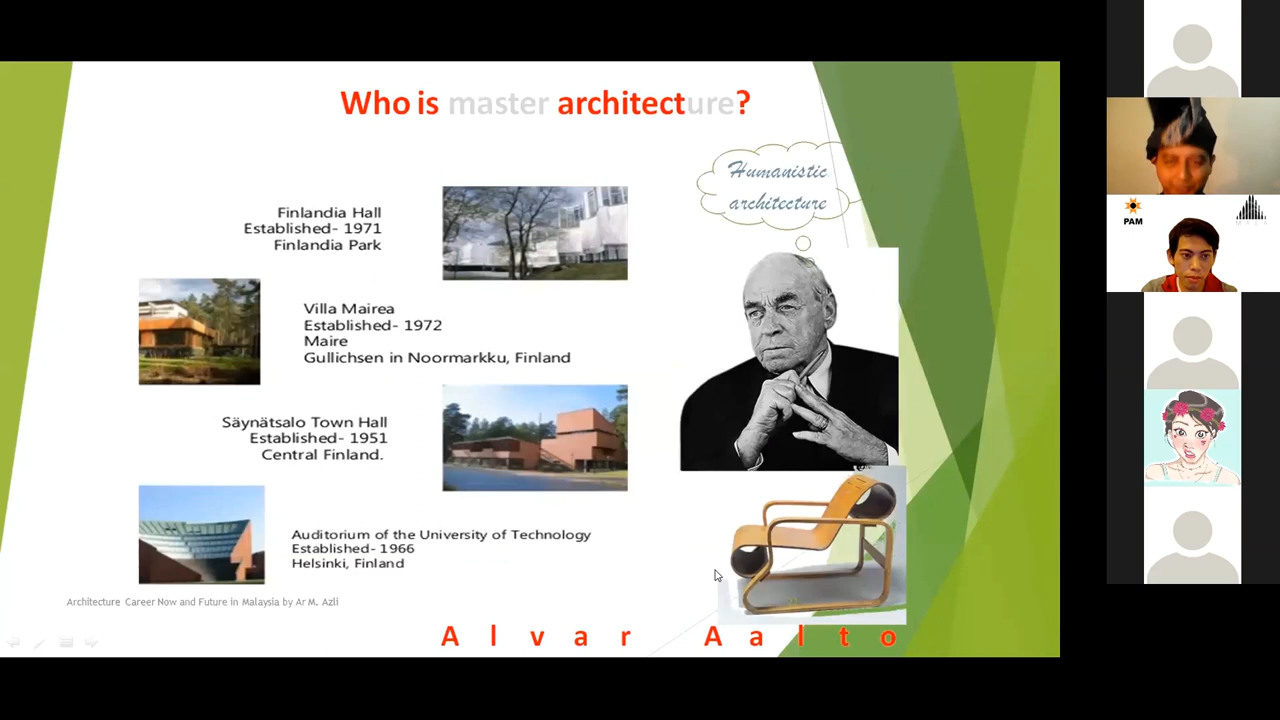 Who is master architecture?
Humanistic
architecture
Finlandia Hall
Established- 1971
Finlandia Park
Villa Mairea
Established- 1972
Maire
Gullichsen in Noormarkku, Finland
Säynätsalo Town Hall
Established- 1951
Central Finland.
Auditorium of the University of Technology
Established- 1966
Helsinki, Finland
Architecture Career Now and Future in Malaysia by Ar M. Azli
Alvar Aalto
PAM